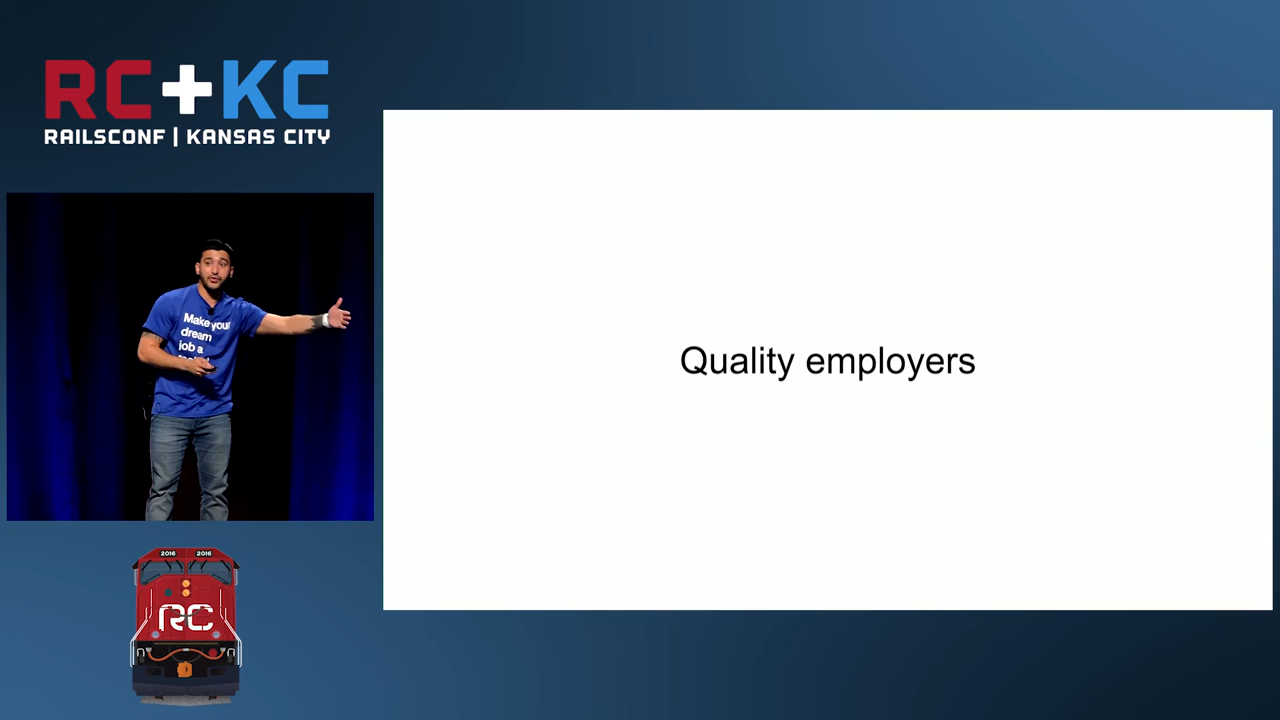 RC+KC
RAILSCONF | KANSAS CITY
Make your
dream
job a
Quality employers
2016 2016
RC